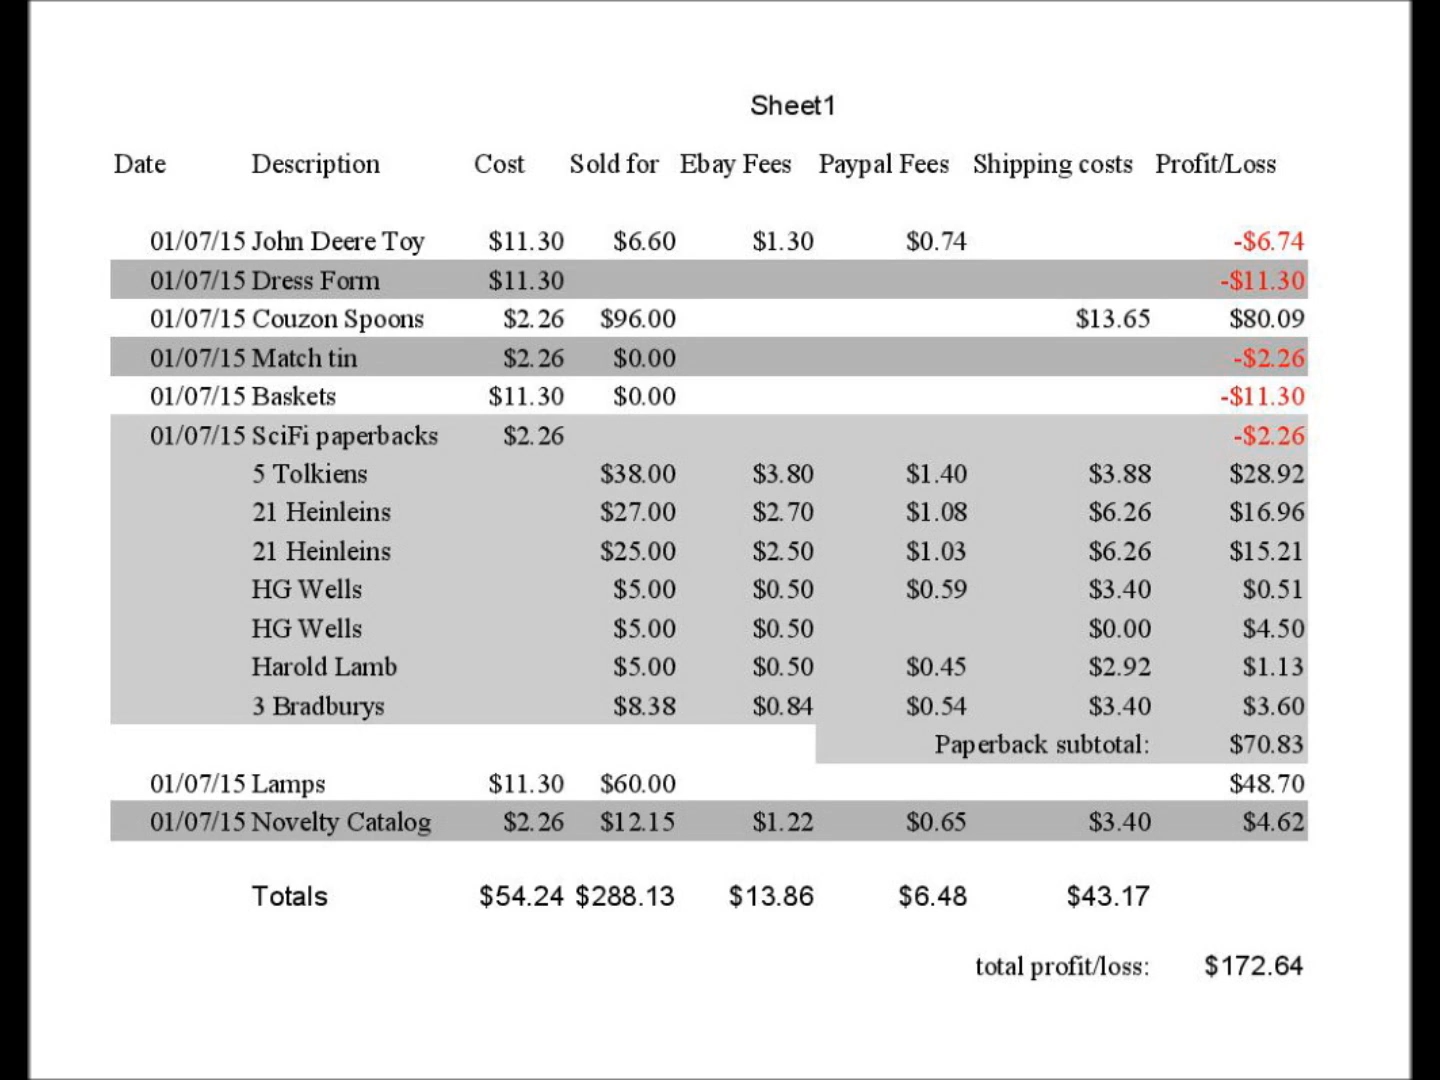 Sheet1
Date Description Cost Sold for Ebay Fees Paypal Fees Shipping costs Profit/Loss
01/07/15 John Deere Toy $11.30 $6.60 $1.30 $0.74 -$6.74
01/07/15 Dress Form $11.30 -$11.30
01/07/15 Couzon Spoons $2.26 $96.00 $13.65 $80.09
01/07/15 Match tin $2.26 $0.00 -$2.26
01/07/15 Baskets $11.30 $0.00 -$11.30
01/07/15 SciFi paperbacks $2.26 -$2.26
5 Tolkiens $38.00 $3.80 $1.40 $3.88 $28.92
21 Heinleins $27.00 $2.70 $1.08 $6.26 $16.96
21 Heinleins $25.00 $2.50 $1.03 $6.26 $15.21
HG Wells $5.00 $0.50 $0.59 $3.40 $0.51
HG Wells $5.00 $0.50 $0.00 $4.50
Harold Lamb $5.00 $0.50 $0.45 $2.92 $1.13
3 Bradburys $8.38 $0.84 $0.54 $3.40 $3.60
Paperback subtotal: $70.83
01/07/15 Lamps $11.30 $60.00 $48.70
01/07/15 Novelty Catalog $2.26 $12.15 $1.22 $0.65 $3.40 $4.62
Totals $54.24 $288.13 $13.86 $6.48 $43.17
total profit/loss: $172.64